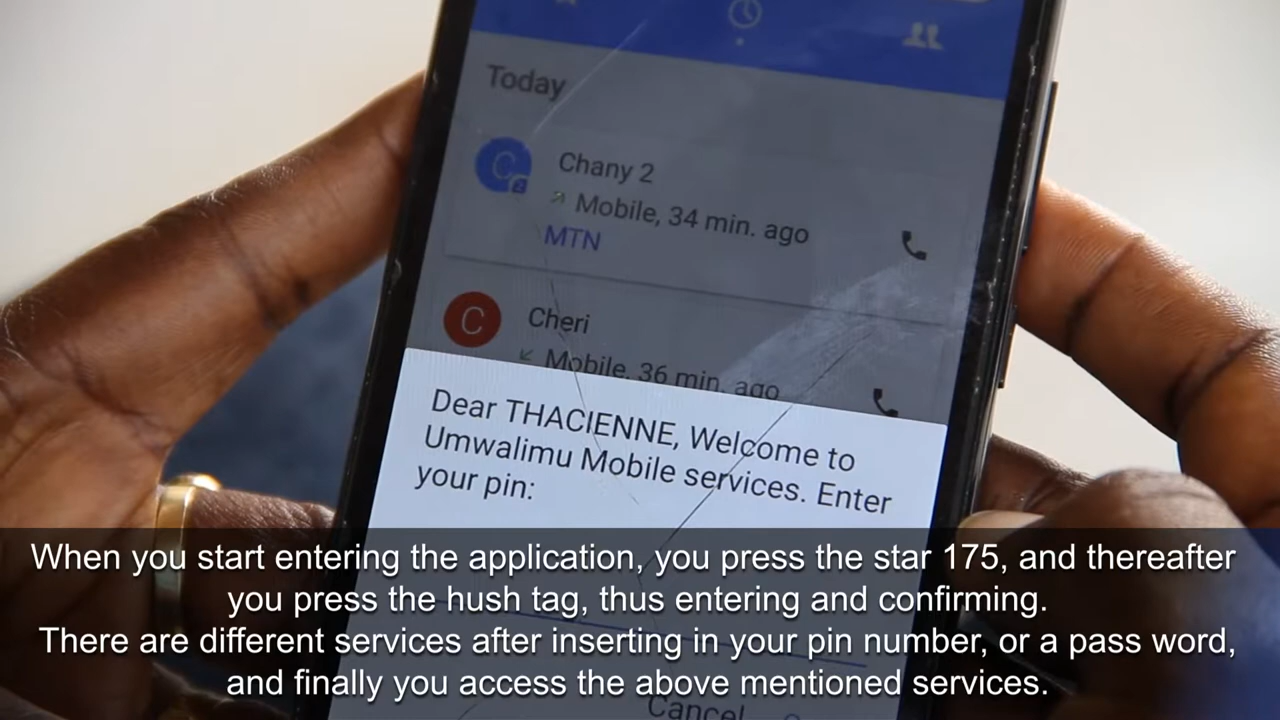 Today
C
2
Chany 2
Mobile, 34 min. ago
MTN
C
Cheri
Mobile, 36 min. ago
Dear THACIENNE, Welcome to
Umwalimu Mobile services. Enter
your pin:
When you start entering the application, you press the star 175, and thereafter
you press the hush tag, thus entering and confirming.
There are different services after inserting in your pin number, or a pass word,
and finally you access the above mentioned services.
Cancel